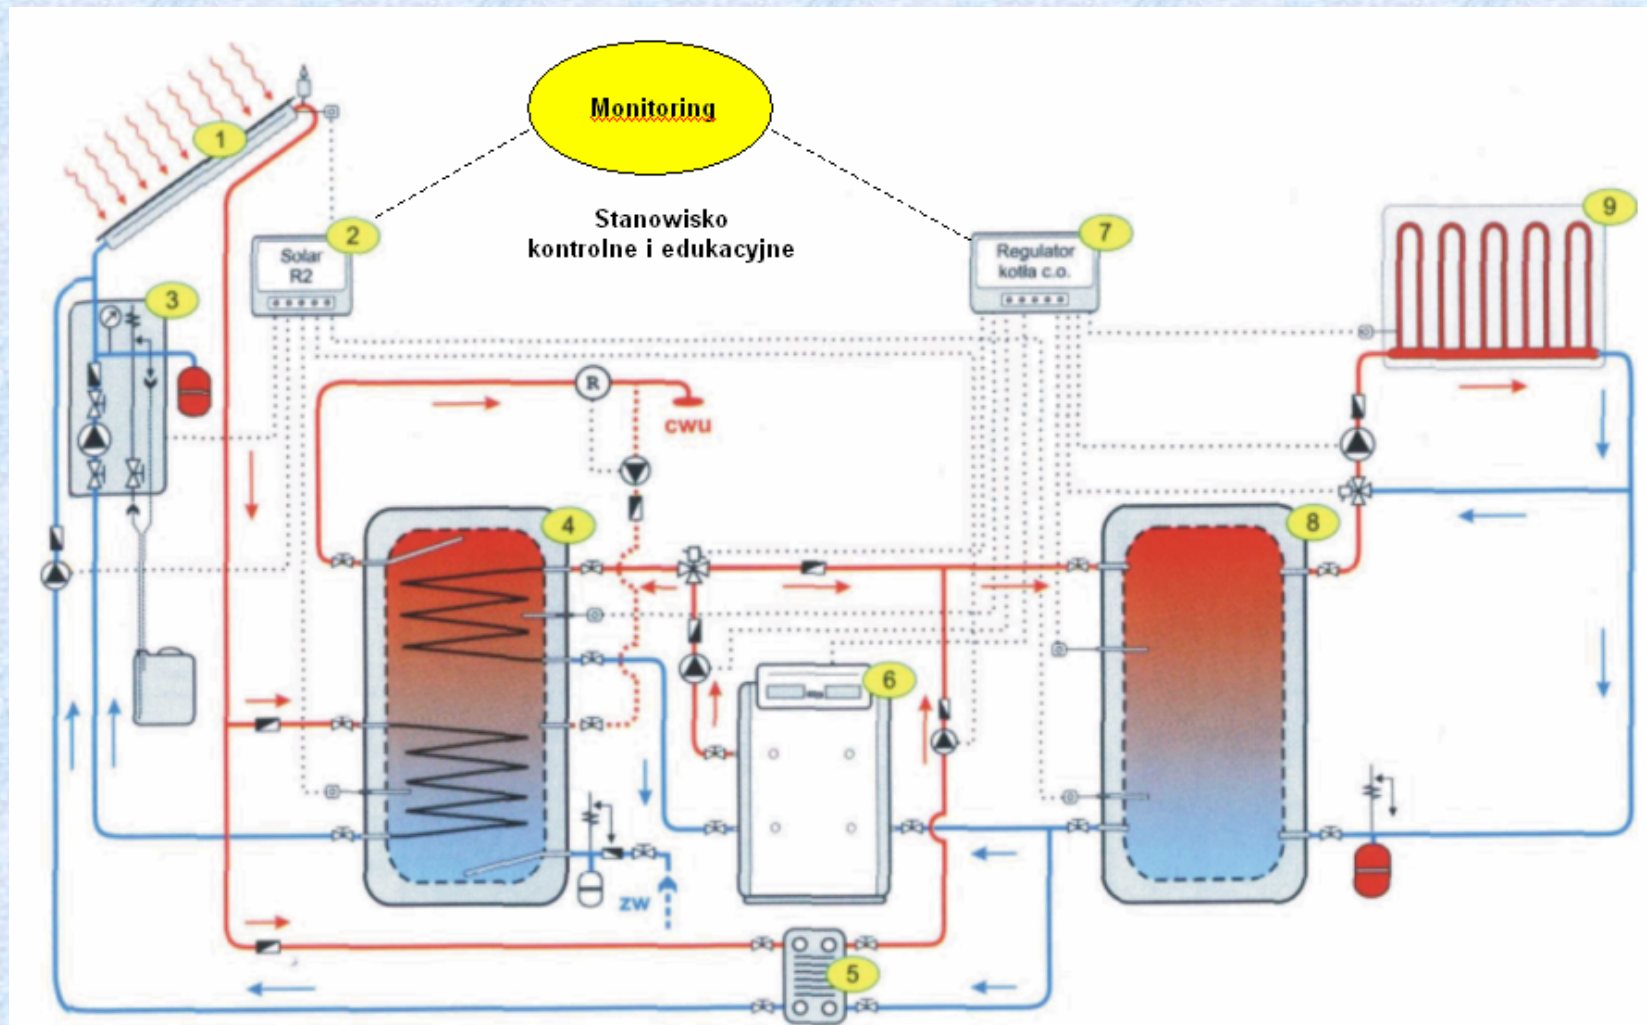 Monitoring
Stanowisko
kontrolne i edukacyjne
1
2
Solar
R2
3
7
Regulator
kotła c.o.
9
R
cwu
4
8
6
zw
5